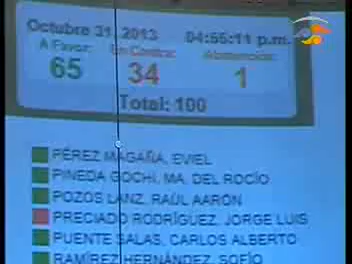 Octubre 31, 2013 04:55:11 p.m.
A Favor: En Contra: Abstención:
65 34 1
Total: 100
PÉREZ MAGAÑA, EVIEL
PINEDA GOCHI, MA. DEL ROCÍO
POZOS LANZ, RAÚL AARÓN
PRECIADO RODRÍGUEZ, JORGE LUIS
PUENTE SALAS, CARLOS ALBERTO
RAMÍREZ HERNÁNDEZ, SOFÍO